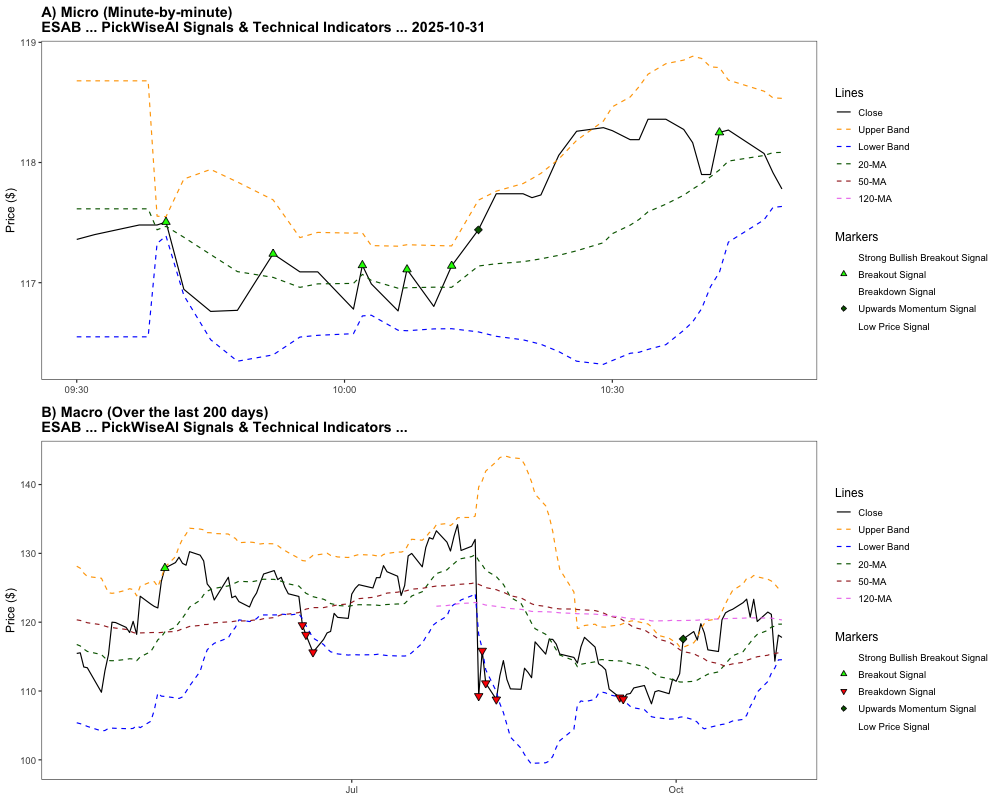 A) Micro (Minute-by-minute)
ESAB ... PickWiseAI Signals & Technical Indicators ... 2025-10-31
119
118
117
Price ($)
09:30
10:00
10:30
Lines
Close
Upper Band
Lower Band
20-MA
50-MA
120-MA
Markers
Strong Bullish Breakout Signal
Breakout Signal
Breakdown Signal
Upwards Momentum Signal
Low Price Signal
B) Macro (Over the last 200 days)
ESAB ... PickWiseAI Signals & Technical Indicators ...
140
130
120
110
100
Price ($)
Jul
Oct
Lines
Close
Upper Band
Lower Band
20-MA
50-MA
120-MA
Markers
Strong Bullish Breakout Signal
Breakout Signal
Breakdown Signal
Upwards Momentum Signal
Low Price Signal